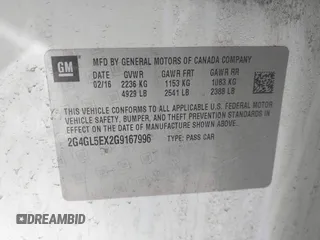 GM
MFD BY GENERAL MOTORS OF CANADA COMPANY
DATE GVWR GAWR FRT GAWR RR
02/16 2236 KG 1153 KG 1083 KG
4929 LB 2541 LB 2388 LB
THIS VEHICLE CONFORMS TO ALL APPLICABLE U.S. FEDERAL MOTOR
VEHICLE SAFETY, BUMPER, AND THEFT PREVENTION STANDARDS
IN EFFECT ON THE DATE OF MANUFACTURE SHOWN ABOVE.
2G4GL5EX2G9167996 TYPE: PASS CAR
DREAMBID